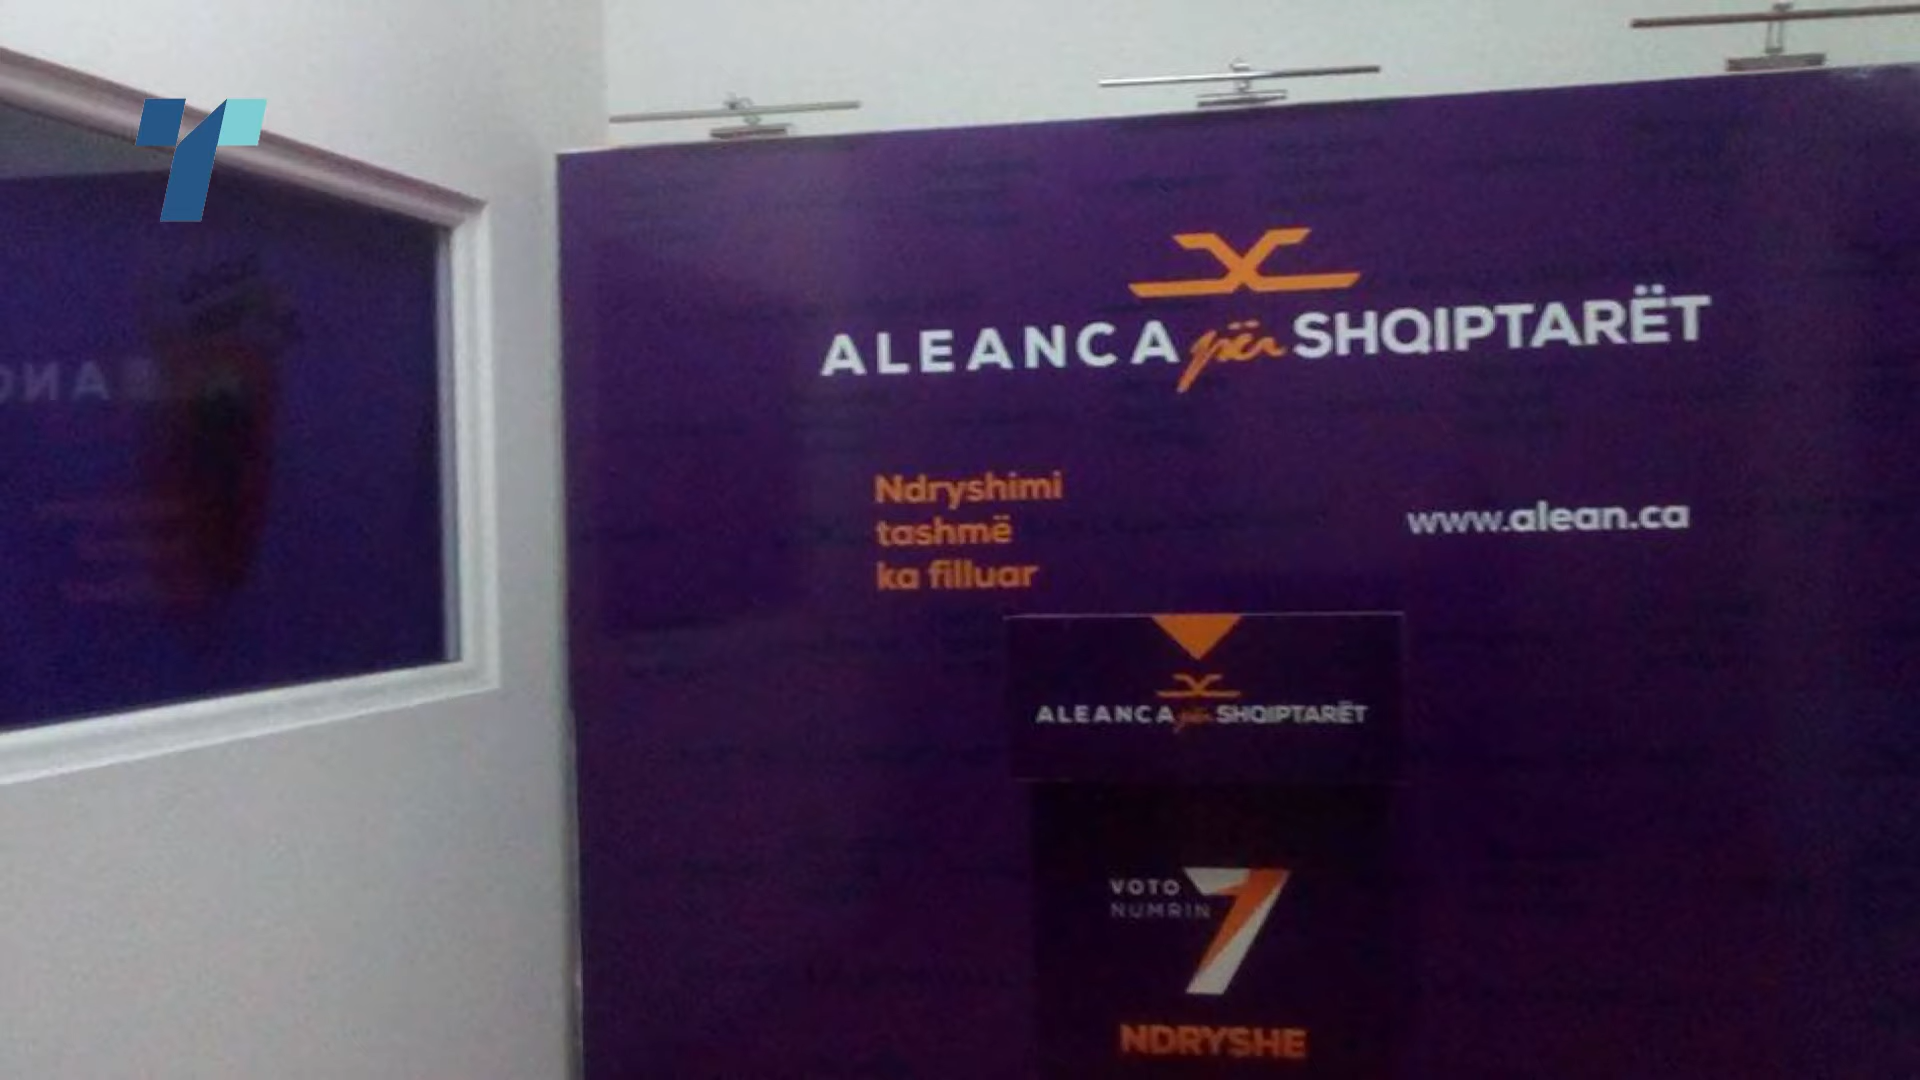 ALEANCA për SHQIPTARËT
Ndryshimi
tashmë
ka filluar
www.alean.ca
ALEANCA për SHQIPTARËT
VOTO
NUMRIN 7
NDRYSHE